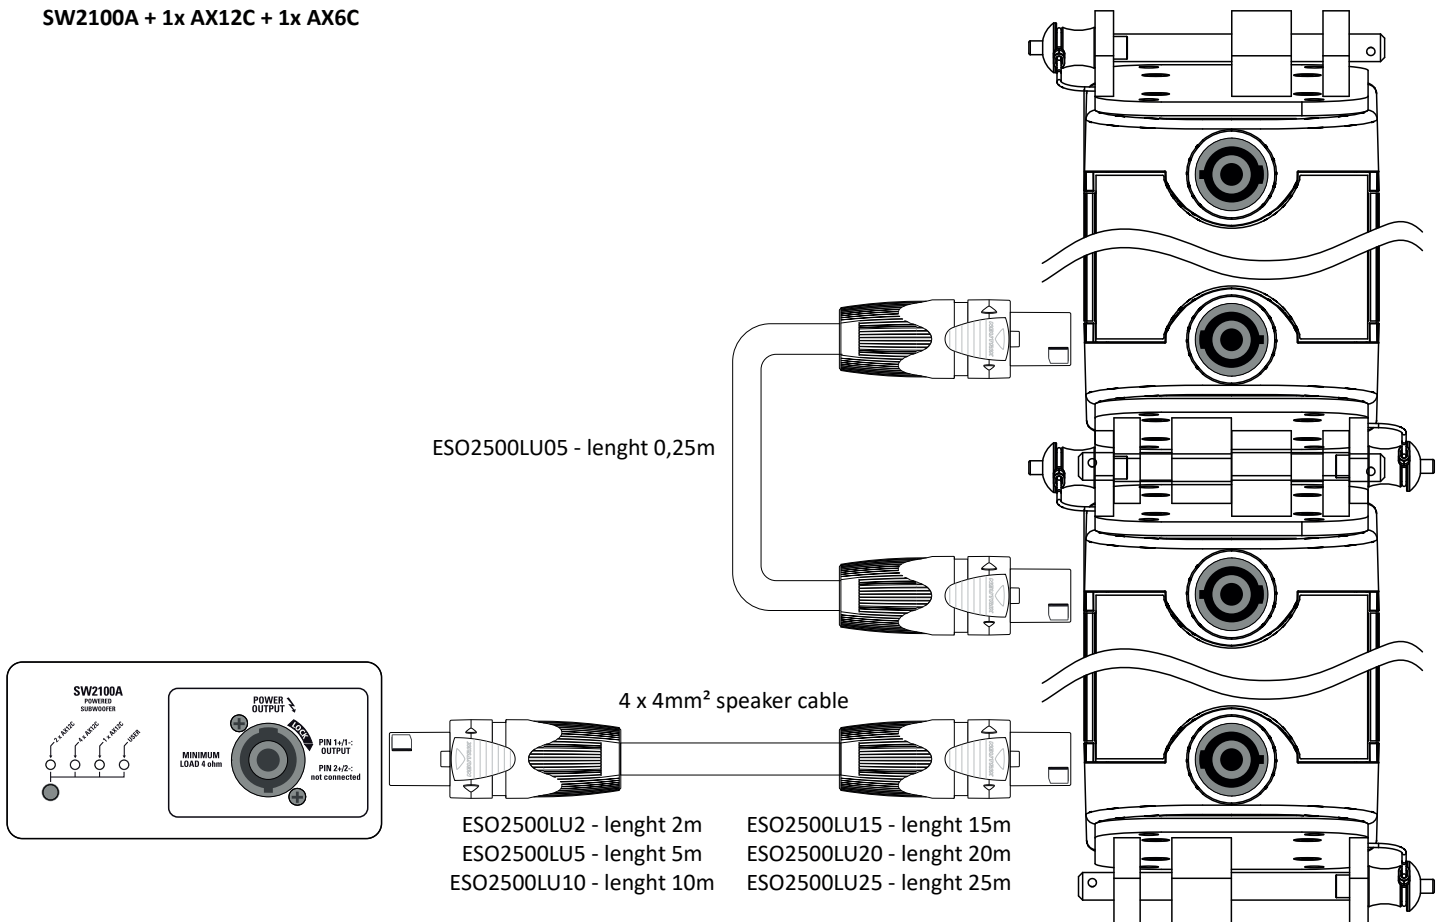 SW2100A + 1x AX12C + 1x AX6C
ESO2500LU05 - lenght 0,25m
4 x 4mm² speaker cable
SW2100A
POWERED
SUBWOOFER
2 x AX12C
4 x AX12C
1 x AX12C
USER
POWER
OUTPUT
LOCK
MINIMUM
LOAD 4 ohm
PIN 1+/1-:
OUTPUT
PIN 2+/2-:
not connected
ESO2500LU2 - lenght 2m
ESO2500LU5 - lenght 5m
ESO2500LU10 - lenght 10m
ESO2500LU15 - lenght 15m
ESO2500LU20 - lenght 20m
ESO2500LU25 - lenght 25m